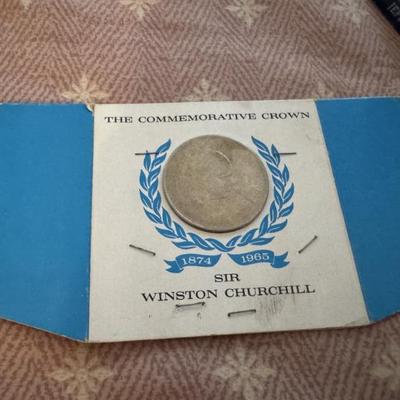 THE COMMEMORATIVE CROWN
1874 1965
SIR
WINSTON CHURCHILL